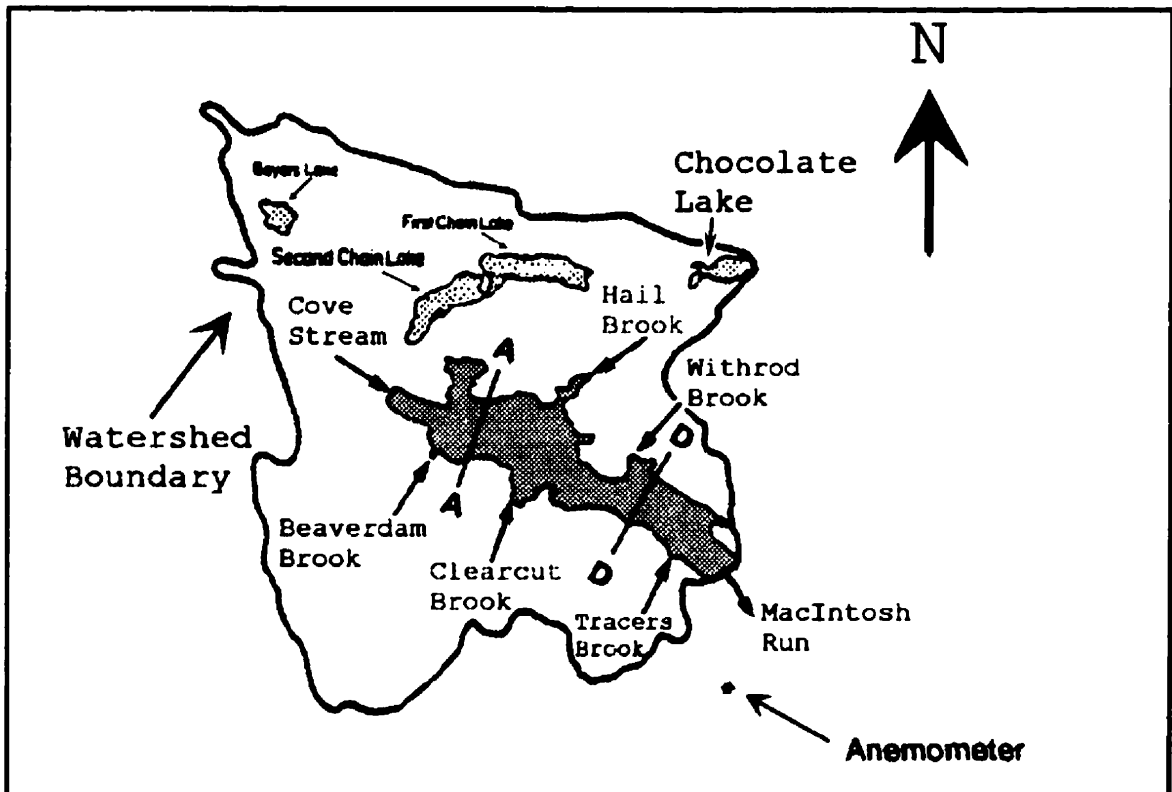 N
Chocolate
Lake
Bayers Lake
First Chain Lake
Second Chain Lake
Hail
Brook
Cove
Stream
A
Withrod
Brook
D
Watershed
Boundary
A
Beaverdam
Brook
Clearcut
Brook
D
Tracers
Brook
MacIntosh
Run
Anemometer